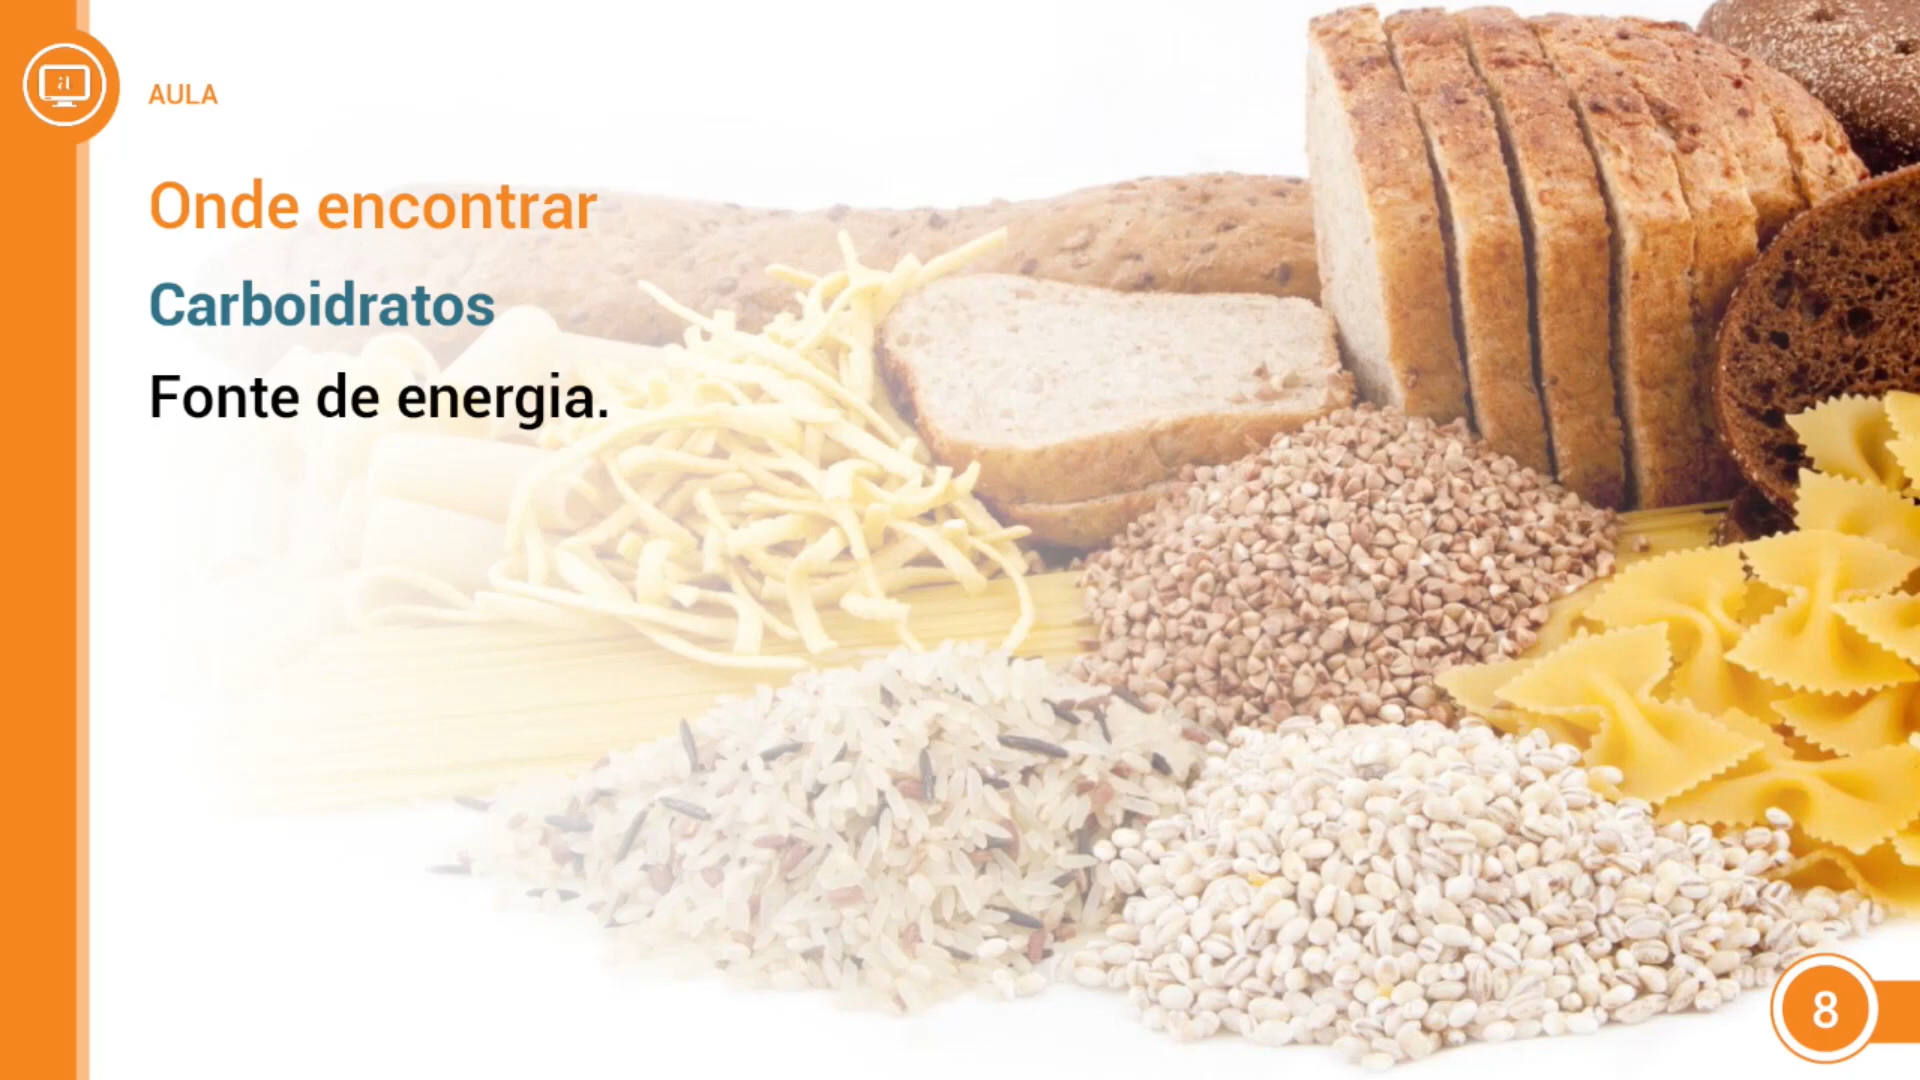 AULA
Onde encontrar
Carboidratos
Fonte de energia.
8